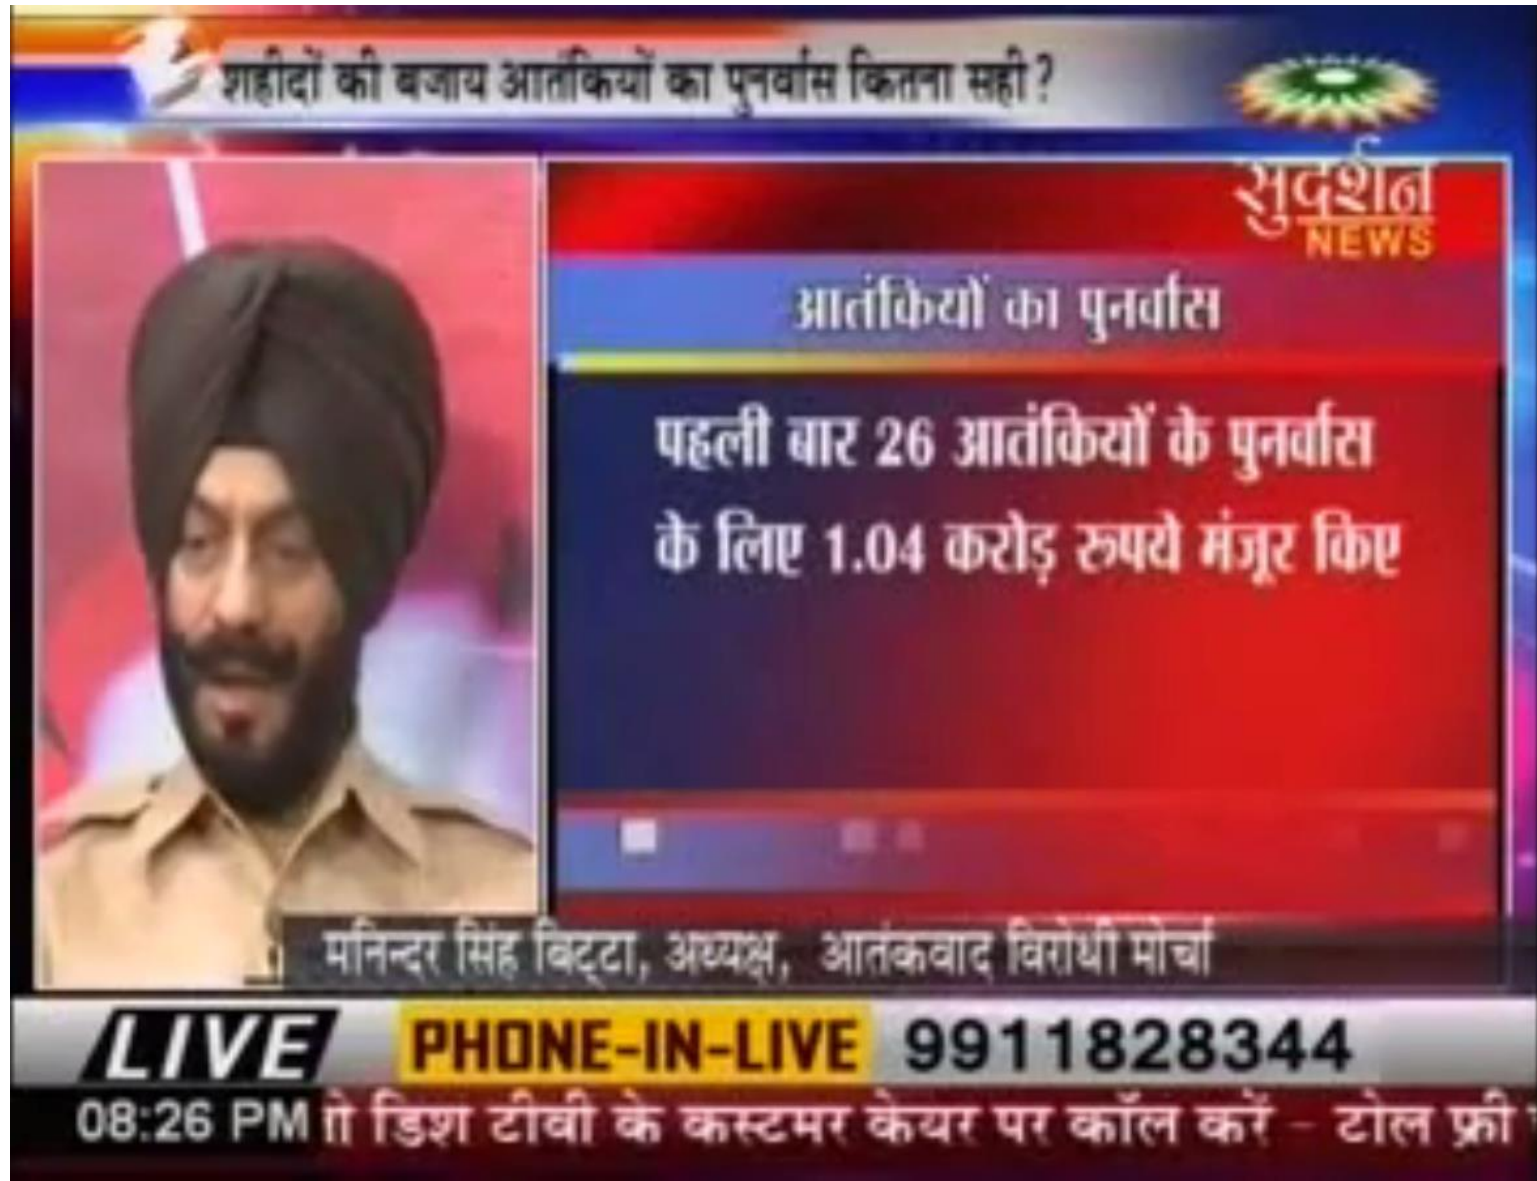 शहीदों की बजाय आतंकियों का पुनर्वास कितना सही?
सुदर्शन
NEWS
आतंकियों का पुनर्वास
पहली बार 26 आतंकियों के पुनर्वास
के लिए 1.04 करोड़ रुपये मंजूर किए
मनिन्दर सिंह बिट्टा, अध्यक्ष, आतंकवाद विरोधी मोर्चा
LIVE PHONE-IN-LIVE 9911828344
08:26 PM डिश टीवी के कस्टमर केयर पर कॉल करें - टोल फ्री